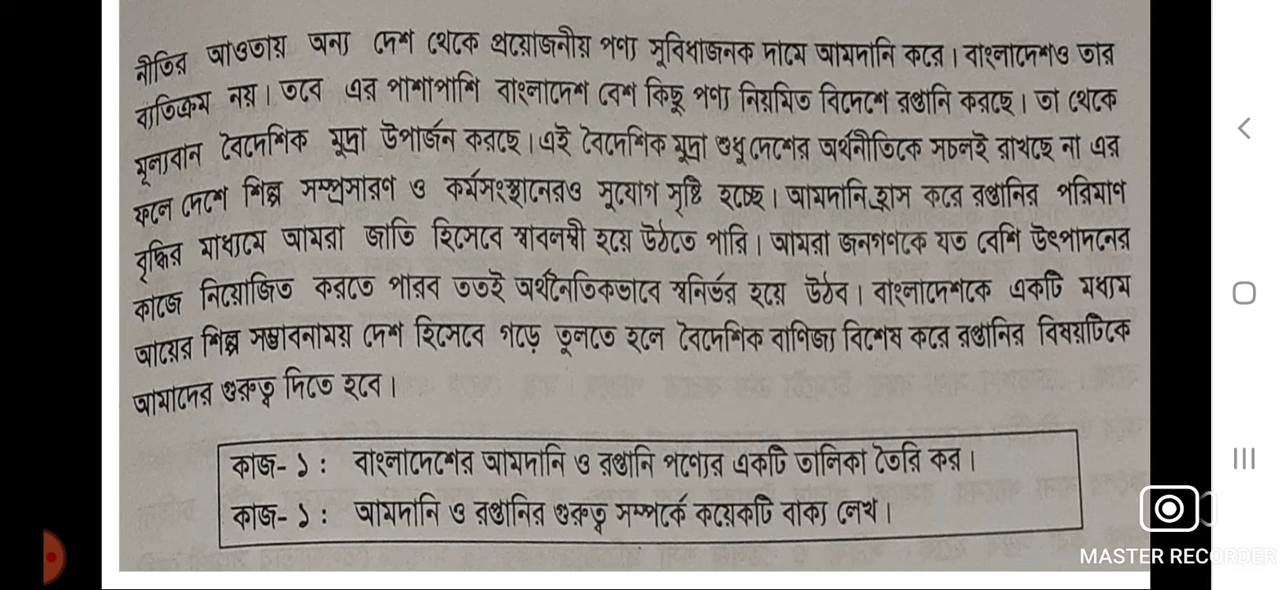 নীতির আওতায় অন্য দেশ থেকে প্রয়োজনীয় পণ্য সুবিধাজনক দামে আমদানি করে। বাংলাদেশও তার
ব্যতিক্রম নয়। তবে এর পাশাপাশি বাংলাদেশ বেশ কিছু পণ্য নিয়মিত বিদেশে রপ্তানি করছে। তা থেকে
মূল্যবান বৈদেশিক মুদ্রা উপার্জন করছে। এই বৈদেশিক মুদ্রা শুধু দেশের অর্থনীতিকে সচলই রাখছে না এর
ফলে দেশে শিল্প সম্প্রসারণ ও কর্মসংস্থানেরও সুযোগ সৃষ্টি হচ্ছে। আমদানি হ্রাস করে রপ্তানির পরিমাণ
বৃদ্ধির মাধ্যমে আমরা জাতি হিসেবে স্বাবলম্বী হয়ে উঠতে পারি। আমরা জনগণকে যত বেশি উৎপাদনের
কাজে নিয়োজিত করতে পারব ততই অর্থনৈতিকভাবে স্বনির্ভর হয়ে উঠব। বাংলাদেশকে একটি মধ্যম
আয়ের শিল্প সম্ভাবনাময় দেশ হিসেবে গড়ে তুলতে হলে বৈদেশিক বাণিজ্য বিশেষ করে রপ্তানির বিষয়টিকে
আমাদের গুরুত্ব দিতে হবে।
কাজ- ১ : বাংলাদেশের আমদানি ও রপ্তানি পণ্যের একটি তালিকা তৈরি কর।
কাজ- ১ : আমদানি ও রপ্তানির গুরুত্ব সম্পর্কে কয়েকটি বাক্য লেখ।
MASTER RECORDER